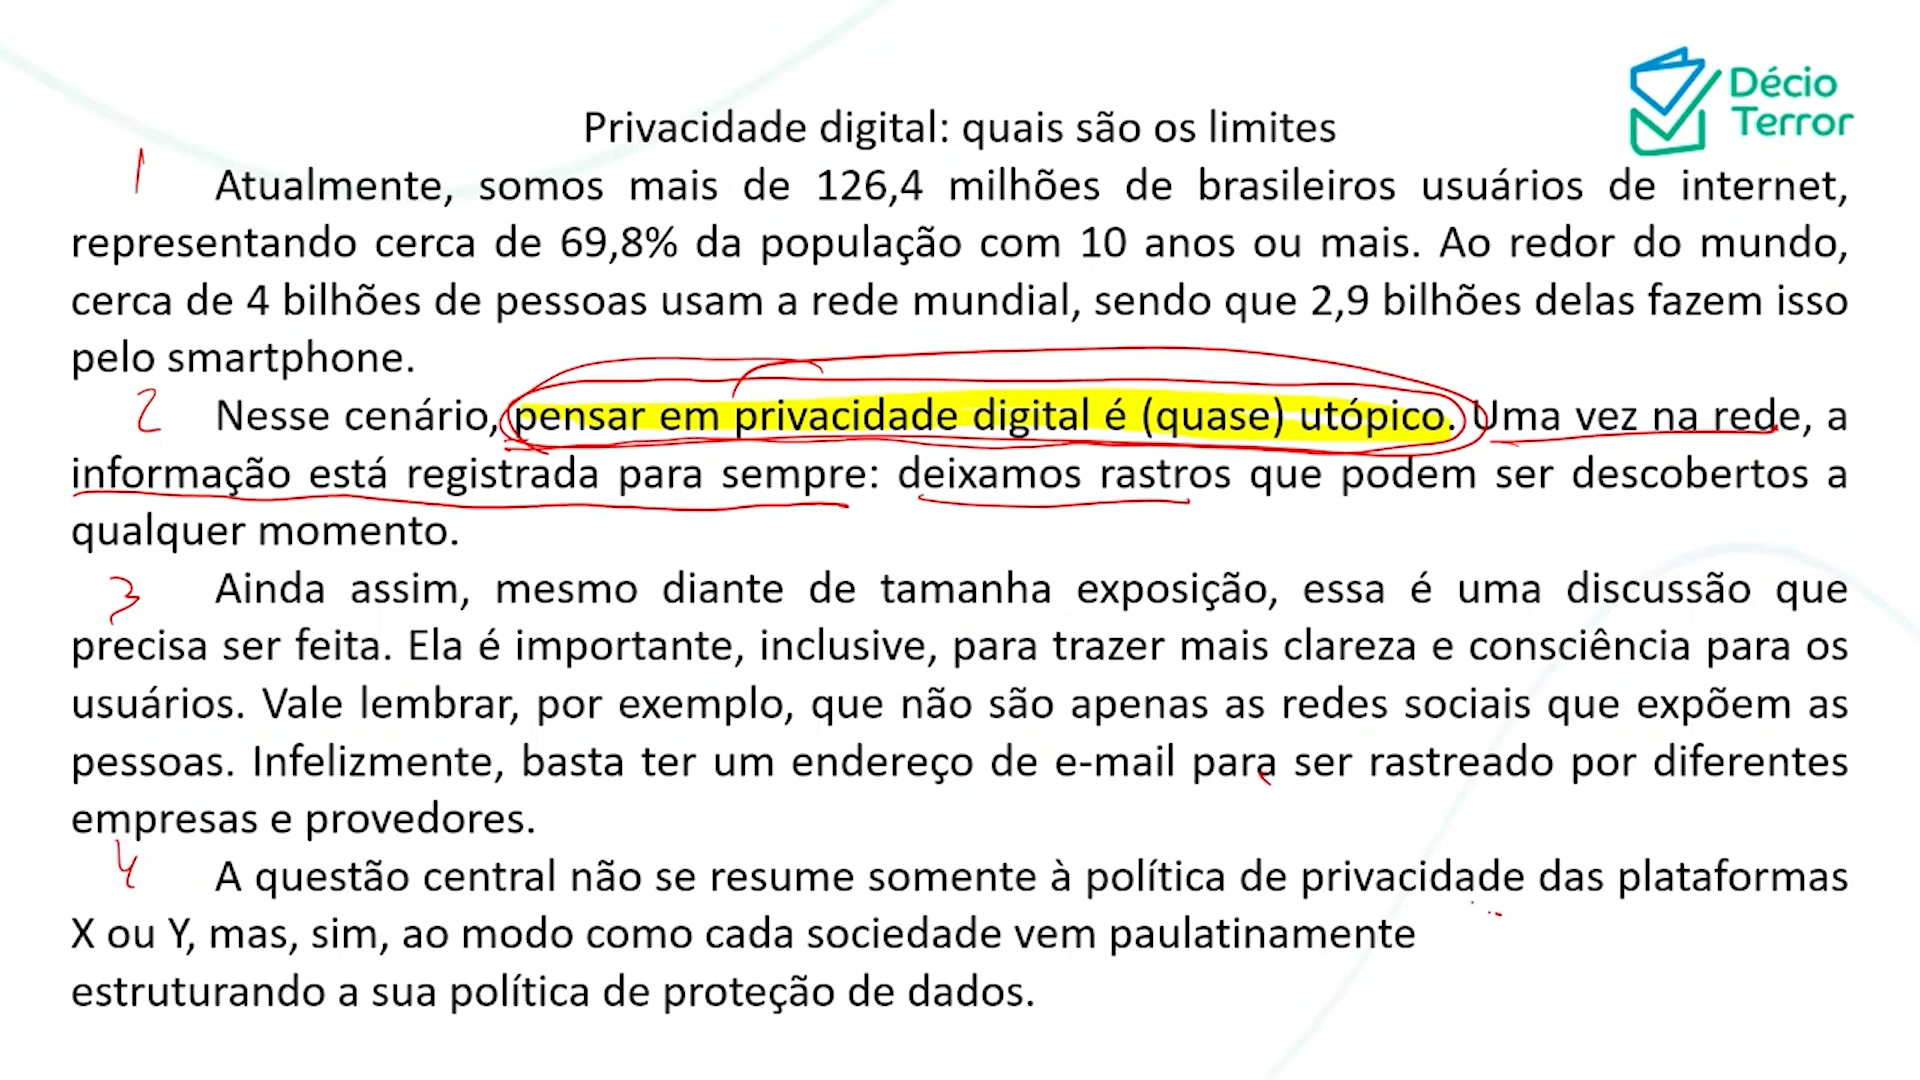 Décio
Terror
Privacidade digital: quais são os limites
1
Atualmente, somos mais de 126,4 milhões de brasileiros usuários de internet,
representando cerca de 69,8% da população com 10 anos ou mais. Ao redor do mundo,
cerca de 4 bilhões de pessoas usam a rede mundial, sendo que 2,9 bilhões delas fazem isso
pelo smartphone.
2
Nesse cenário, pensar em privacidade digital é (quase) utópico. Uma vez na rede, a
informação está registrada para sempre: deixamos rastros que podem ser descobertos a
qualquer momento.
3
Ainda assim, mesmo diante de tamanha exposição, essa é uma discussão que
precisa ser feita. Ela é importante, inclusive, para trazer mais clareza e consciência para os
usuários. Vale lembrar, por exemplo, que não são apenas as redes sociais que expõem as
pessoas. Infelizmente, basta ter um endereço de e-mail para ser rastreado por diferentes
empresas e provedores.
4
A questão central não se resume somente à política de privacidade das plataformas
X ou Y, mas, sim, ao modo como cada sociedade vem paulatinamente
estruturando a sua política de proteção de dados.